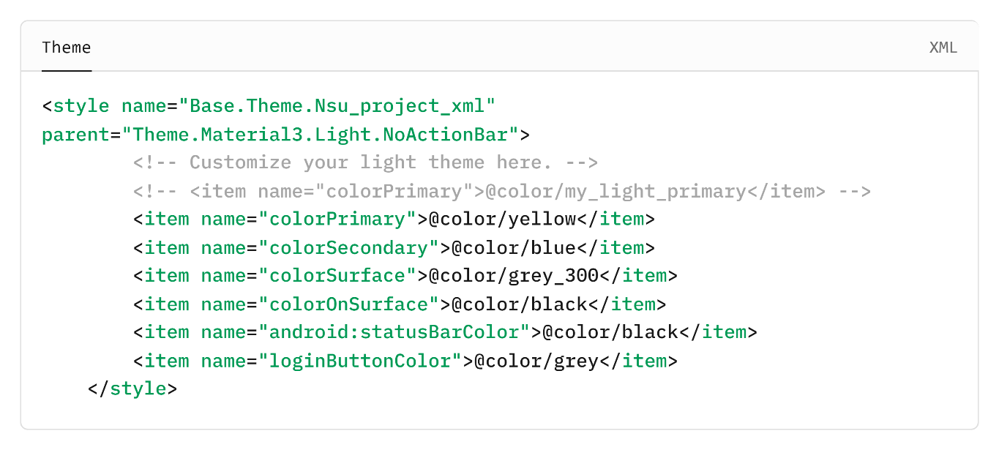 Theme
XML
<style name="Base.Theme.Nsu_project_xml"
parent="Theme.Material3.Light.NoActionBar">
<!-- Customize your light theme here. -->
<!-- <item name="colorPrimary">@color/my_light_primary</item> -->
<item name="colorPrimary">@color/yellow</item>
<item name="colorSecondary">@color/blue</item>
<item name="colorSurface">@color/grey_300</item>
<item name="colorOnSurface">@color/black</item>
<item name="android:statusBarColor">@color/black</item>
<item name="loginButtonColor">@color/grey</item>
</style>